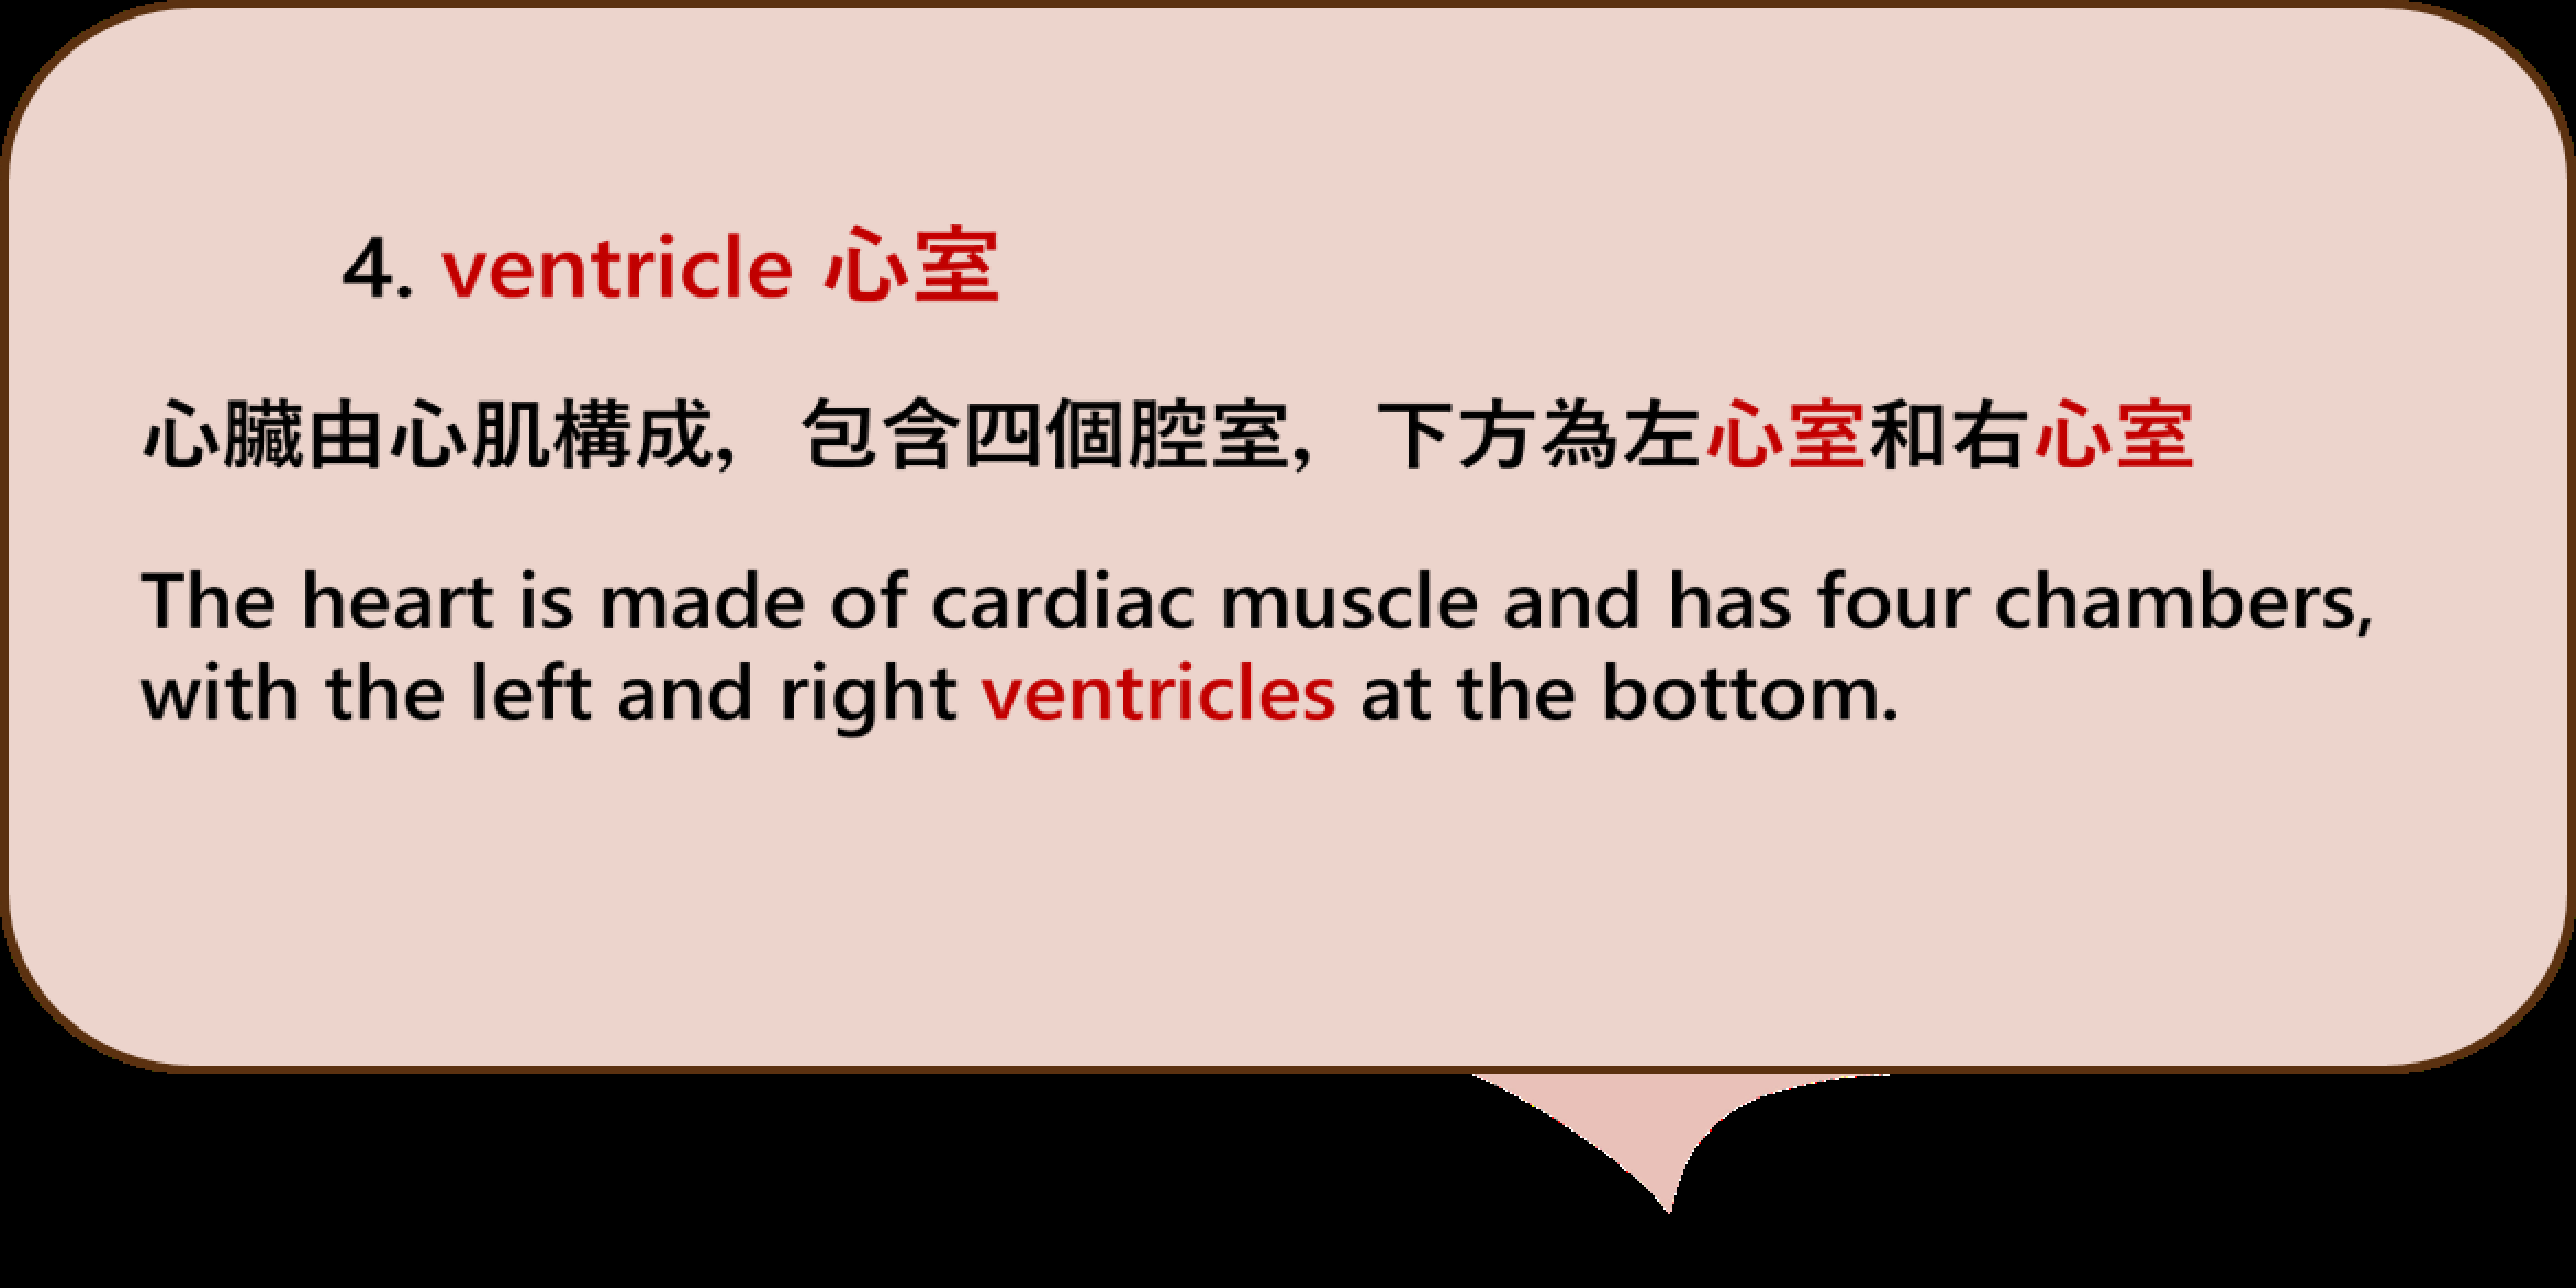 4. ventricle 心室
心臟由心肌構成，包含四個腔室，下方為左心室和右心室
The heart is made of cardiac muscle and has four chambers,
with the left and right ventricles at the bottom.